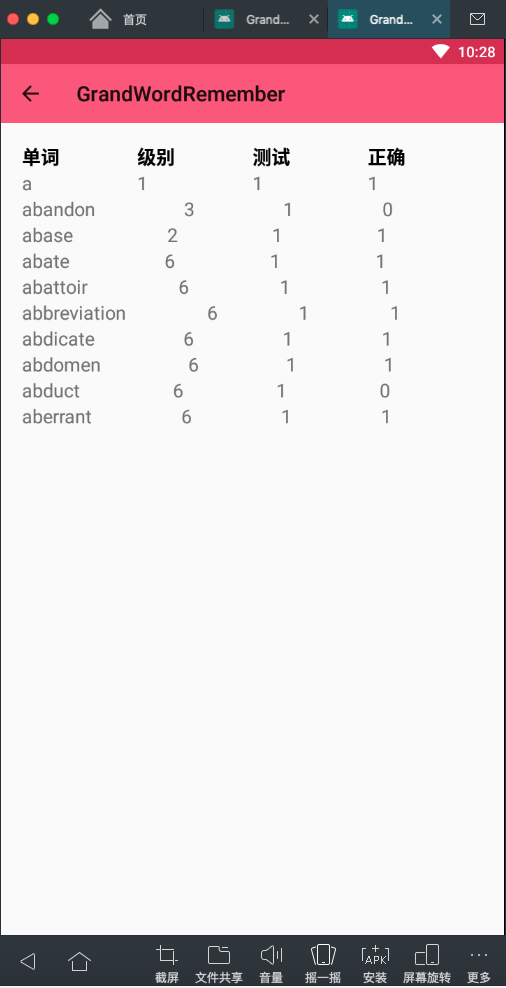 首页 Grand... Grand...
10:28
GrandWordRemember
单词 级别 测试 正确
a 1 1 1
abandon 3 1 0
abase 2 1 1
abate 6 1 1
abattoir 6 1 1
abbreviation 6 1 1
abdicate 6 1 1
abdomen 6 1 1
abduct 6 1 0
aberrant 6 1 1
APK
截屏 文件共享 音量 摇一摇 安装 屏幕旋转 更多